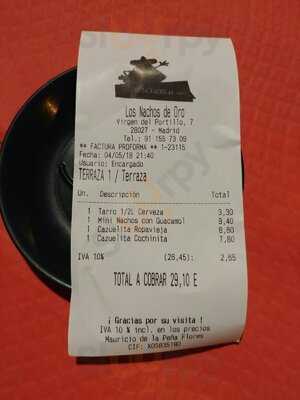 Los Nachos de Oro
Virgen del Portillo, 7
28027 - Madrid
Tel.: 91 155 73 09
** FACTURA PROFORMA ** 1-23115
Fecha: 04/05/18 21:40
Usuario: Encargado
TERRAZA 1 / Terraza
Un. Descripción Total
1 Tarro 1/2L Cerveza 3,30
1 Mini Nachos con Guacamol 9,40
1 Cazuelita Ropavieja 8,60
1 Cazuelita Cochinita 7,80
IVA 10% (26,45): 2,65
TOTAL A COBRAR 29,10 E
¡ Gracias por su visita !
IVA 10 % incl. en los precios
Mauricio de la Peña Flores
CIF: